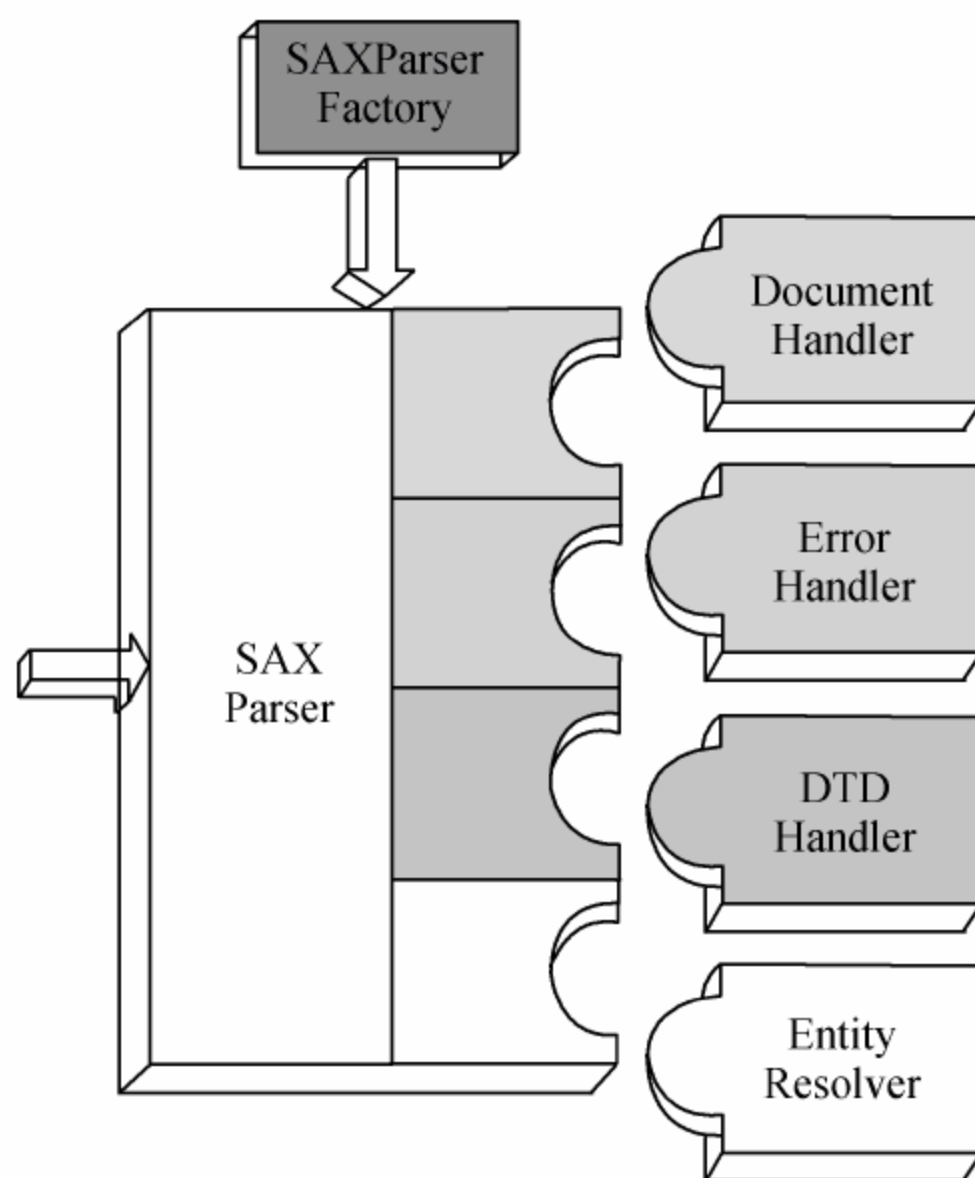 SAXParser
Factory
Document
Handler
Error
Handler
SAX
Parser
DTD
Handler
Entity
Resolver